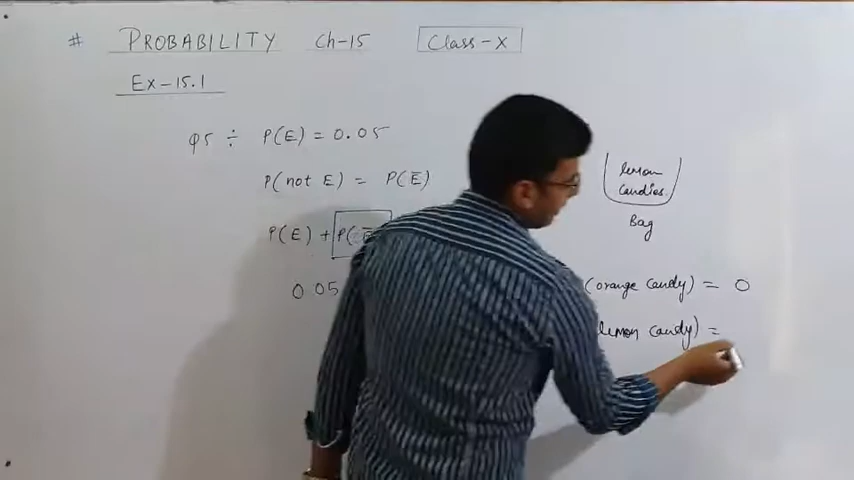 # PROBABILITY Ch-15 Class-X
Ex-15.1
Q5 ÷ P(E) = 0.05
P(not E) = P(E̅)
P(E) + P(E̅
0.05
lemon
candies
Bag
(orange candy) = 0
lemon candy) =